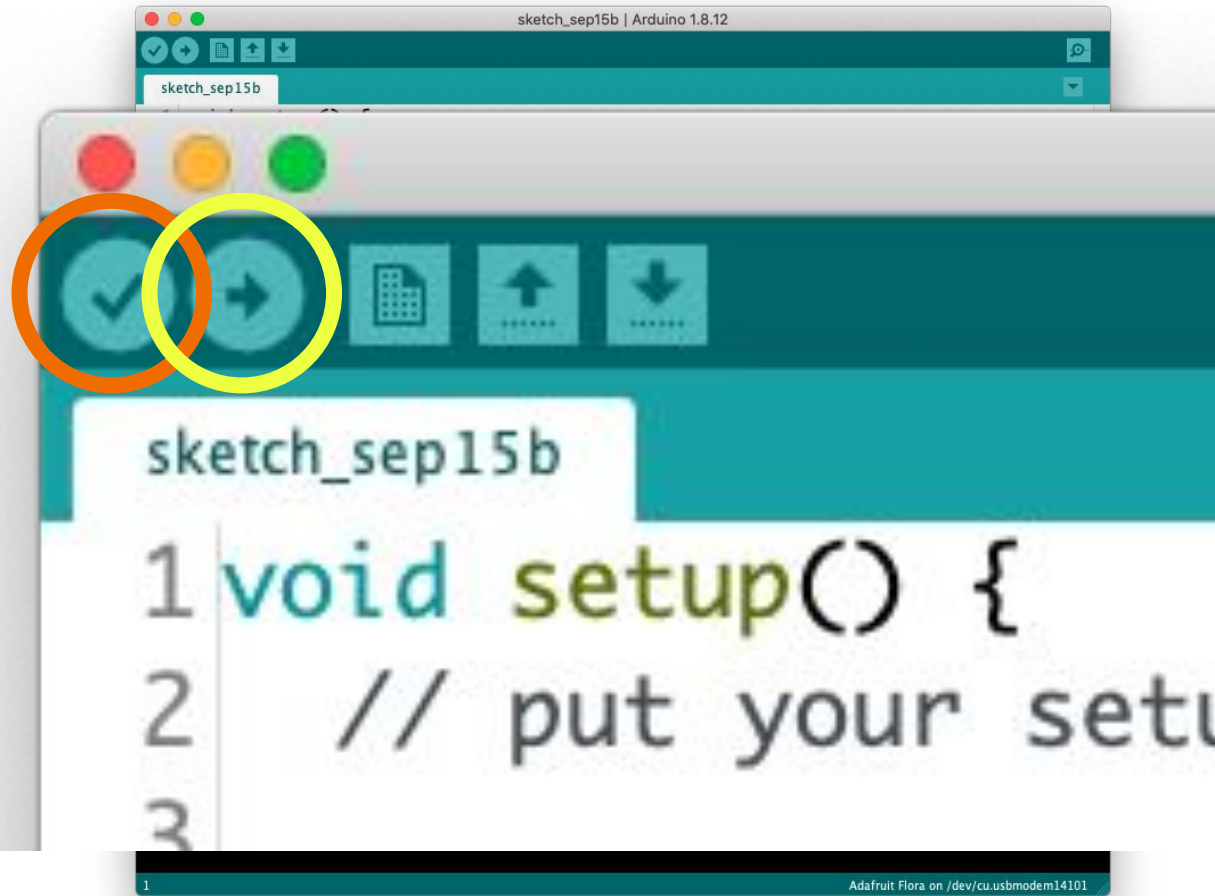 sketch_sep15b | Arduino 1.8.12
sketch_sep15b
sketch_sep15b
1 void setup() {
2 // put your setu
3
1 Adafruit Flora on /dev/cu.usbmodem14101